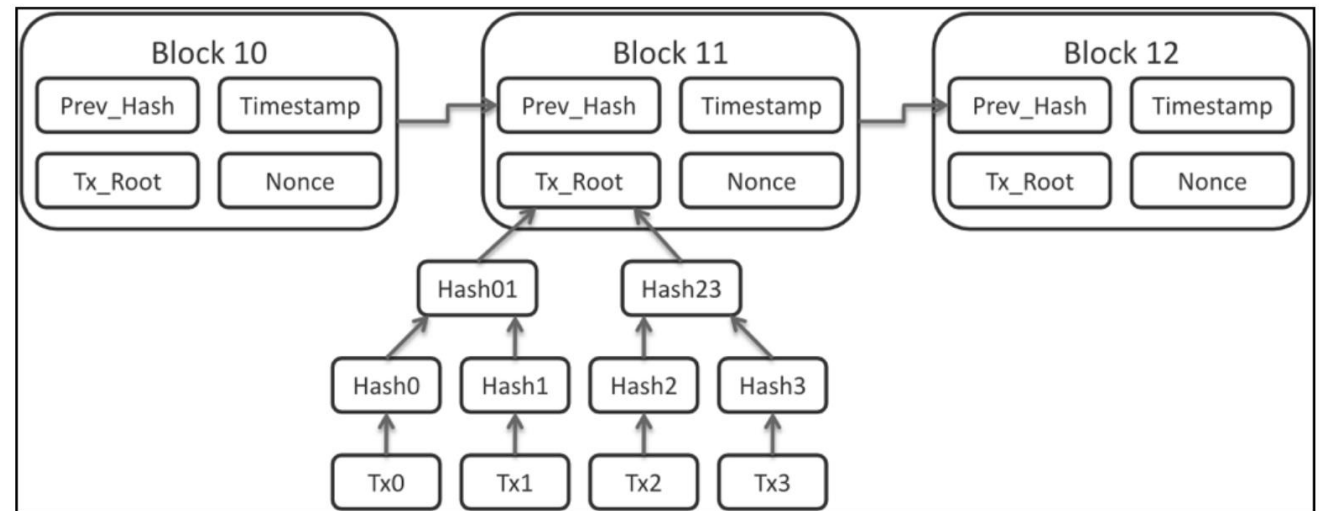 Block 10 Block 11 Block 12
Prev_Hash Timestamp Prev_Hash Timestamp Prev_Hash Timestamp
Tx_Root Nonce Tx_Root Nonce Tx_Root Nonce
Hash01 Hash23
Hash0 Hash1 Hash2 Hash3
Tx0 Tx1 Tx2 Tx3